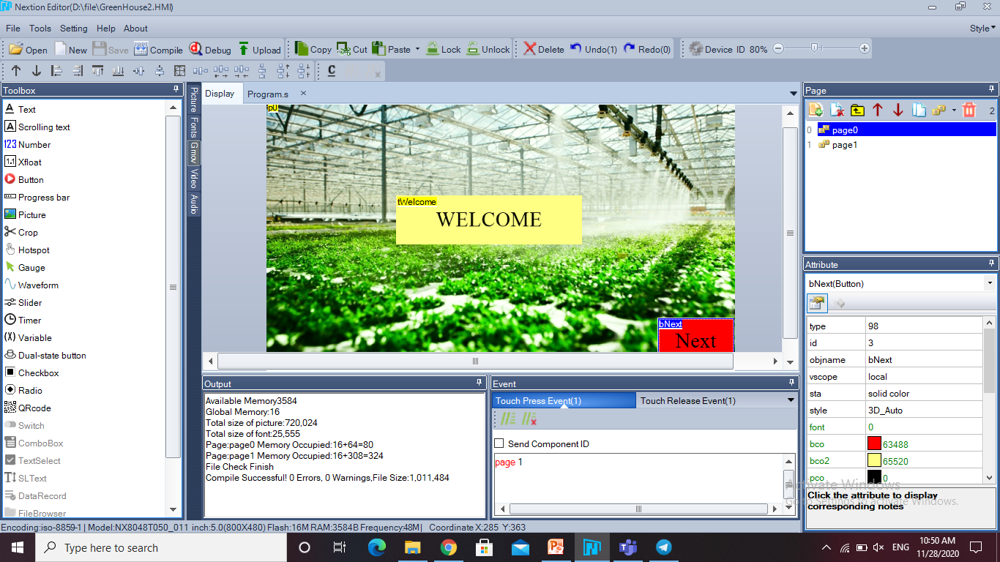 Nextion Editor(D:\file\GreenHouse2.HMI)
File Tools Setting Help About Style
Open New Save Compile Debug Upload Copy Cut Paste Lock Unlock Delete Undo(1) Redo(0) Device ID 80%
C x
Toolbox
Text
Scrolling text
123 Number
1.1 Xfloat
Button
Progress bar
Picture
Crop
Hotspot
Gauge
Waveform
Slider
Timer
(X) Variable
Dual-state button
Checkbox
Radio
QRcode
Switch
ComboBox
TextSelect
SLText
DataRecord
FileBrowser
Picture
Fonts
Gmov
Video
Audio
Display Program.s
p0
tWelcome
WELCOME
bNext
Next
Page
2
0 page0
1 page1
Attribute
bNext(Button)
type 98
id 3
objname bNext
vscope local
sta solid color
style 3D_Auto
font 0
bco 63488
bco2 65520
pco 0
Activate Windows
Go to Settings to activate Windows.
Click the attribute to display
corresponding notes
Output
Available Memory3584
Global Memory:16
Total size of picture:720,024
Total size of font:25,555
Page:page0 Memory Occupied:16+64=80
Page:page1 Memory Occupied:16+308=324
File Check Finish
Compile Successful! 0 Errors, 0 Warnings,File Size:1,011,484
Event
Touch Press Event(1) Touch Release Event(1)
Send Component ID
page 1
Encoding:iso-8859-1 | Model:NX8048T050_011 inch:5.0(800X480) Flash:16M RAM:3584B Frequency48M| Coordinate X:285 Y:363
Type here to search
ENG
10:50 AM
11/28/2020